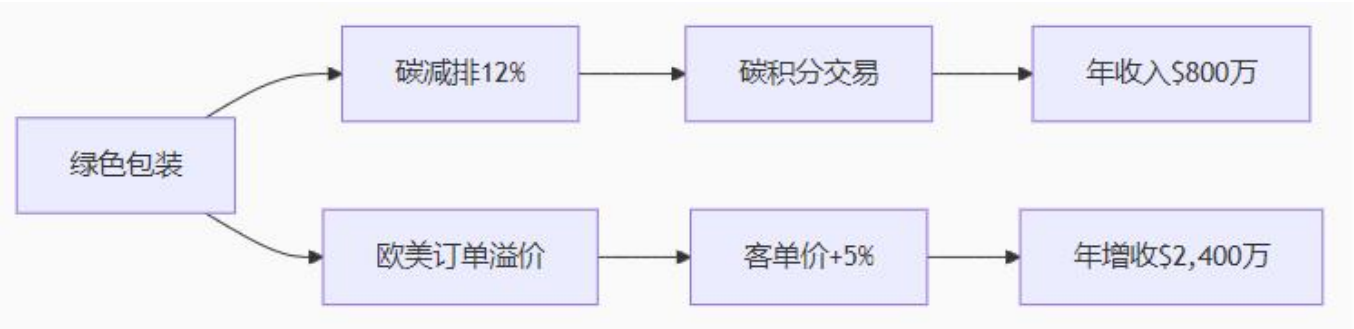 绿色包装
碳减排12%
碳积分交易
年收入$800万
欧美订单溢价
客单价+5%
年增收$2,400万